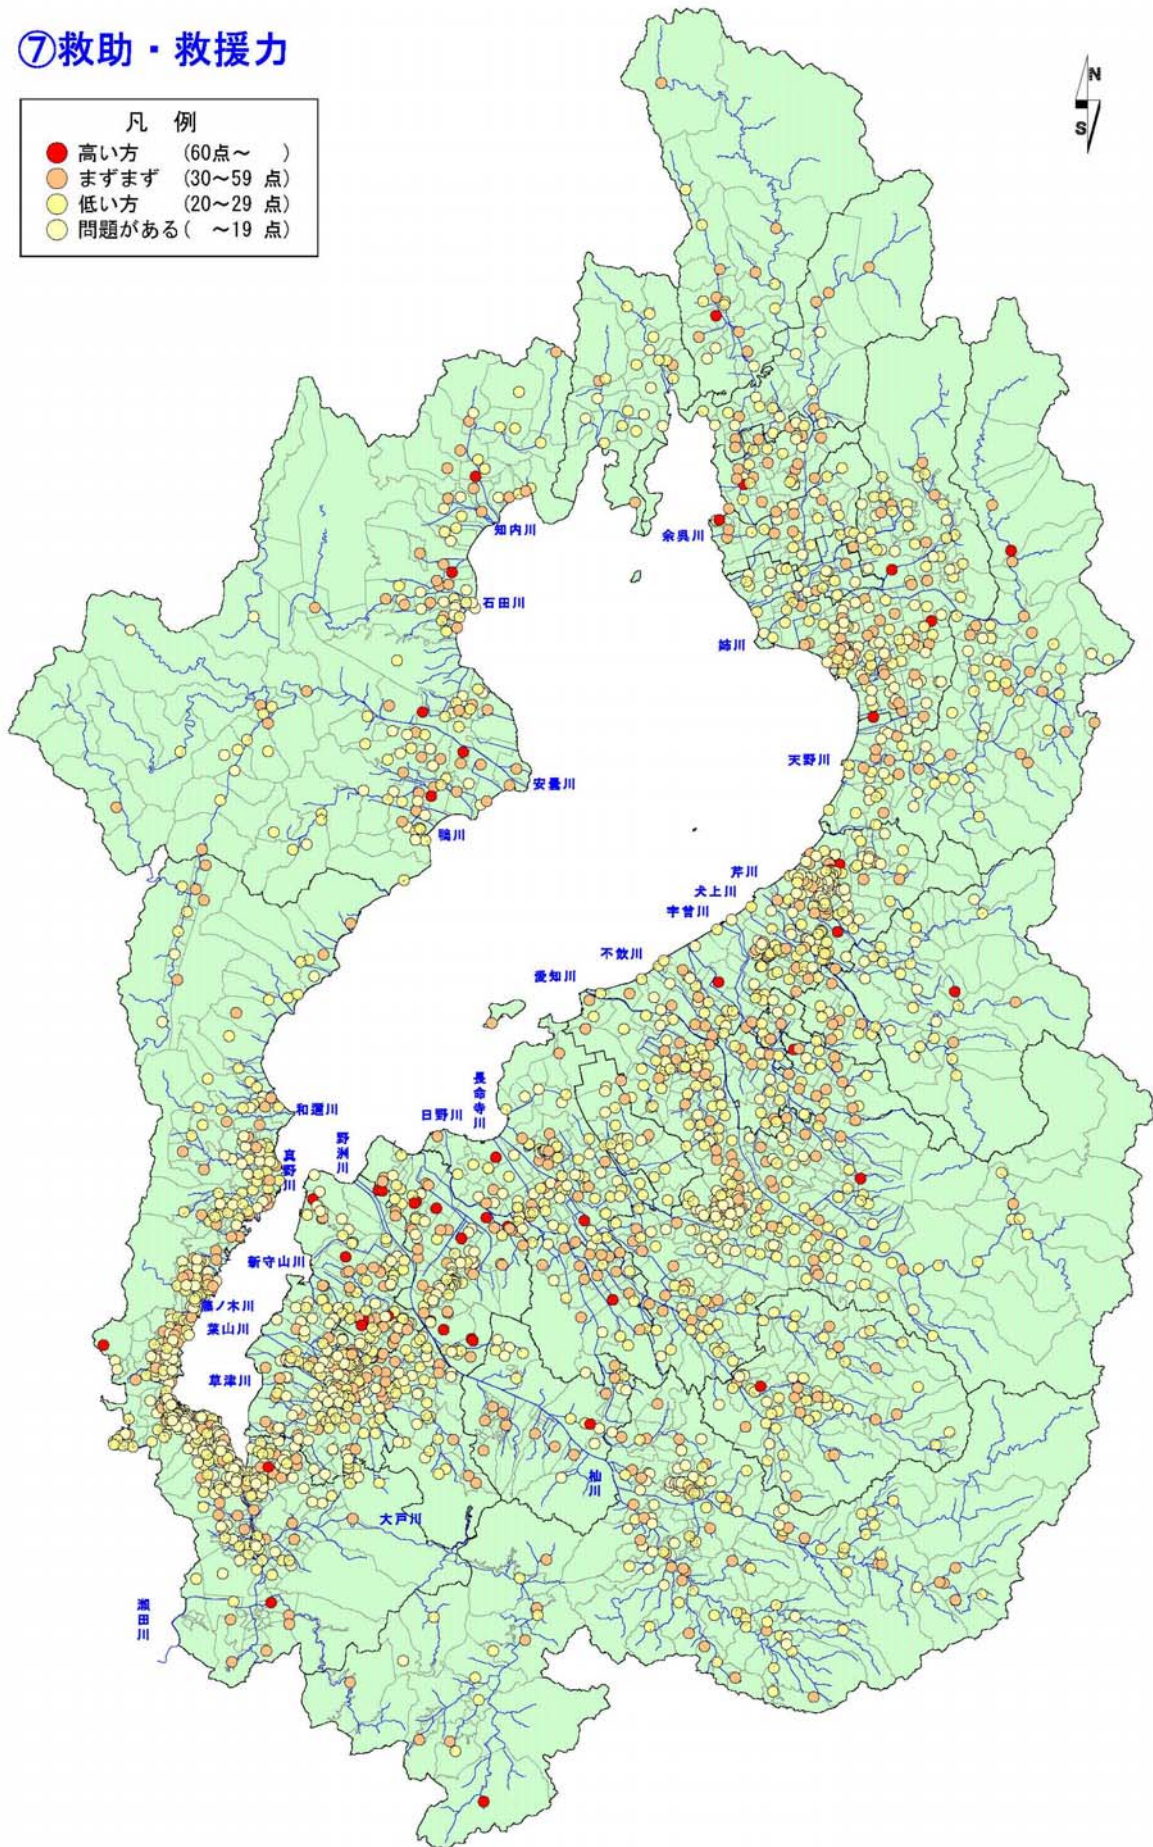 ⑦救助・救援力
N
S
凡 例
高い方 (60点~ )
まずまず (30~59 点)
低い方 (20~29 点)
問題がある( ~19 点)
知内川
余呉川
石田川
姉川
天野川
安曇川
鴨川
芹川
犬上川
宇曽川
不飲川
愛知川
長命寺川
日野川
和邇川
野洲川
真野川
新守山川
藤ノ木川
葉山川
草津川
杣川
大戸川
瀬田川